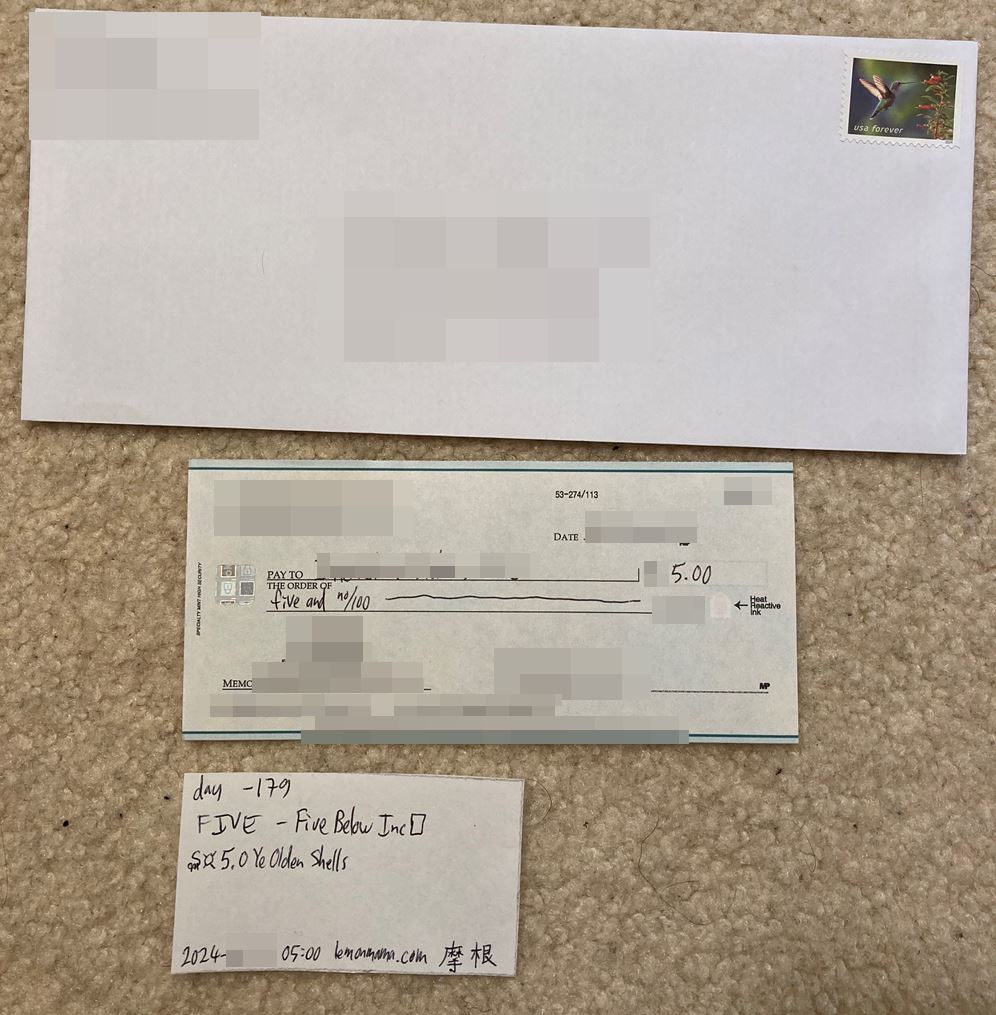 usa forever
53-274/113
DATE
PAY TO
THE ORDER OF
5.00
five and no/100
Heat
Reactive
Ink
SPECIALTY MINT HIGH SECURITY
MEMO
MP
day -179
FIVE - Five Below Inc□
¤ 5.0 Ye Olden Shells
2024- 05:00 lemonmama.com 摩根